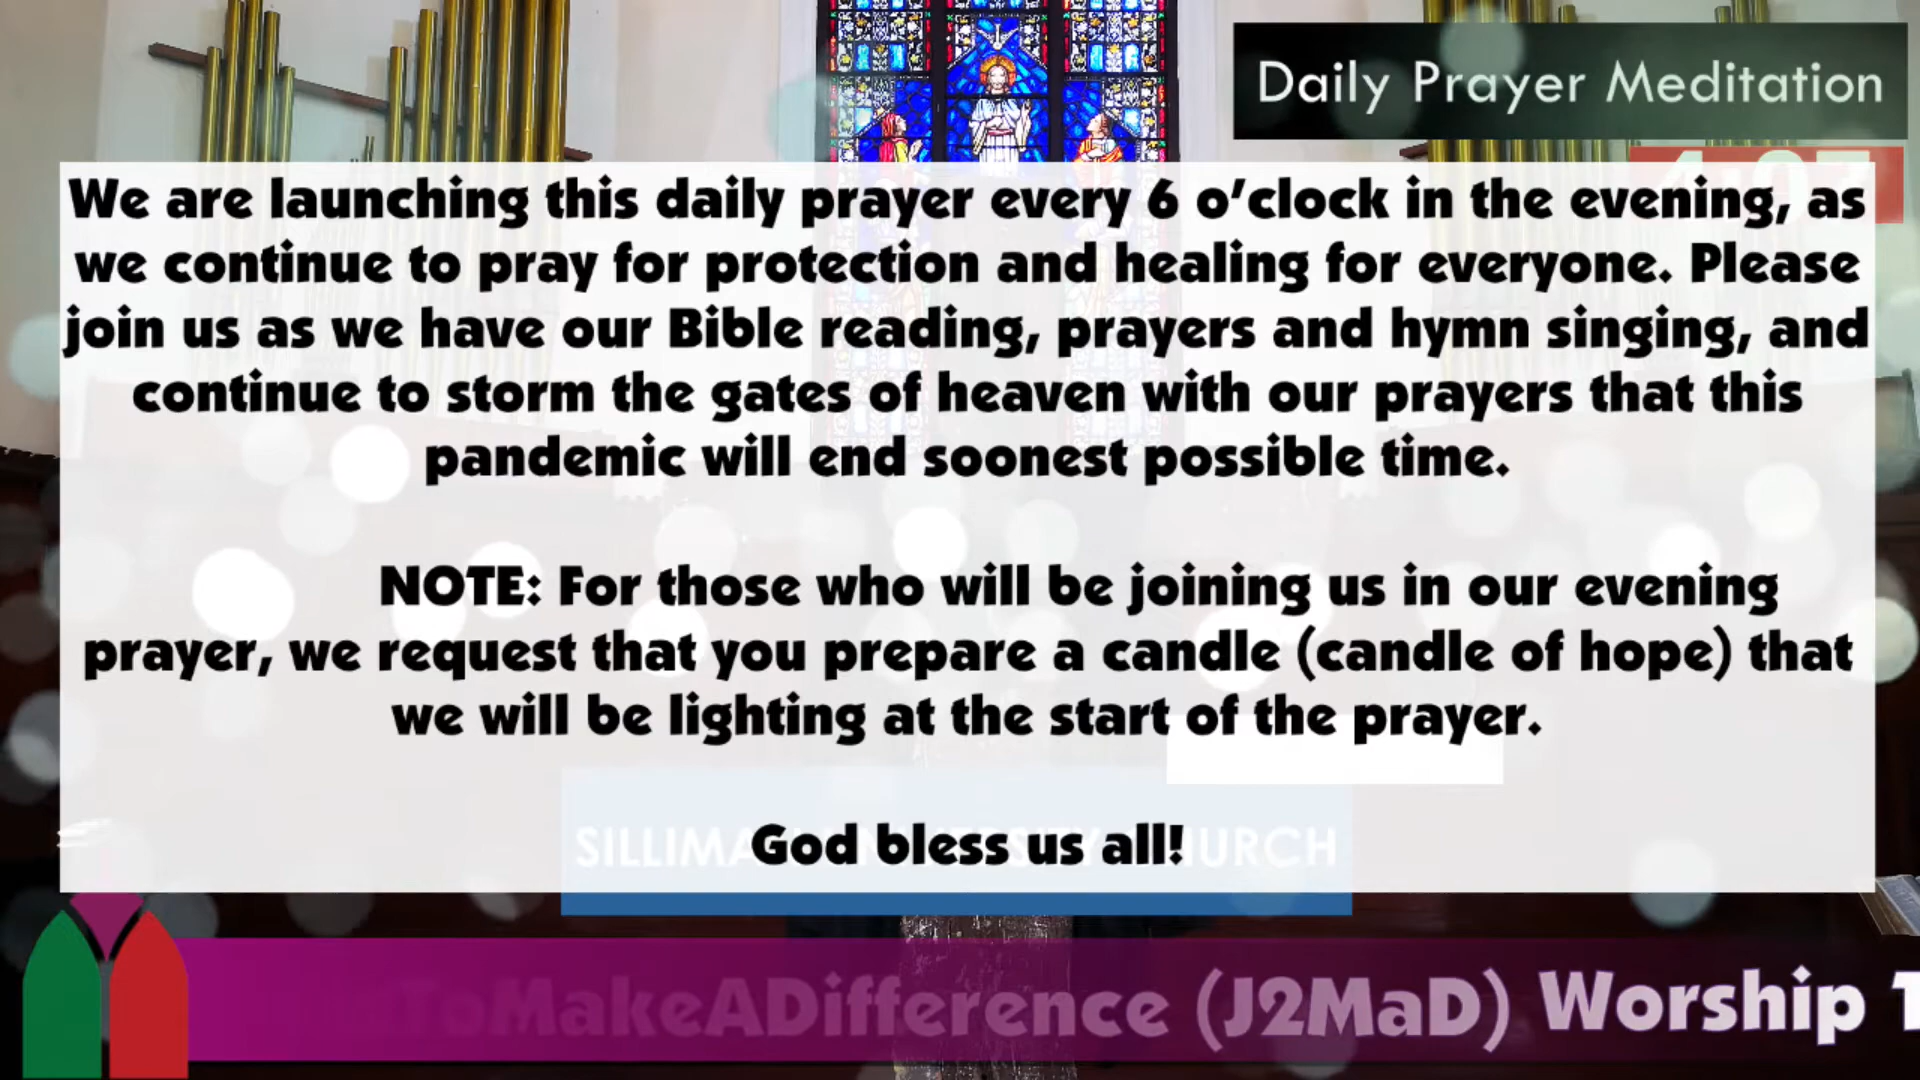 Daily Prayer Meditation
We are launching this daily prayer every 6 o'clock in the evening, as
we continue to pray for protection and healing for everyone. Please
join us as we have our Bible reading, prayers and hymn singing, and
continue to storm the gates of heaven with our prayers that this
pandemic will end soonest possible time.
NOTE: For those who will be joining us in our evening
prayer, we request that you prepare a candle (candle of hope) that
we will be lighting at the start of the prayer.
God bless us all!
ToMakeADifference (J2MaD) Worship